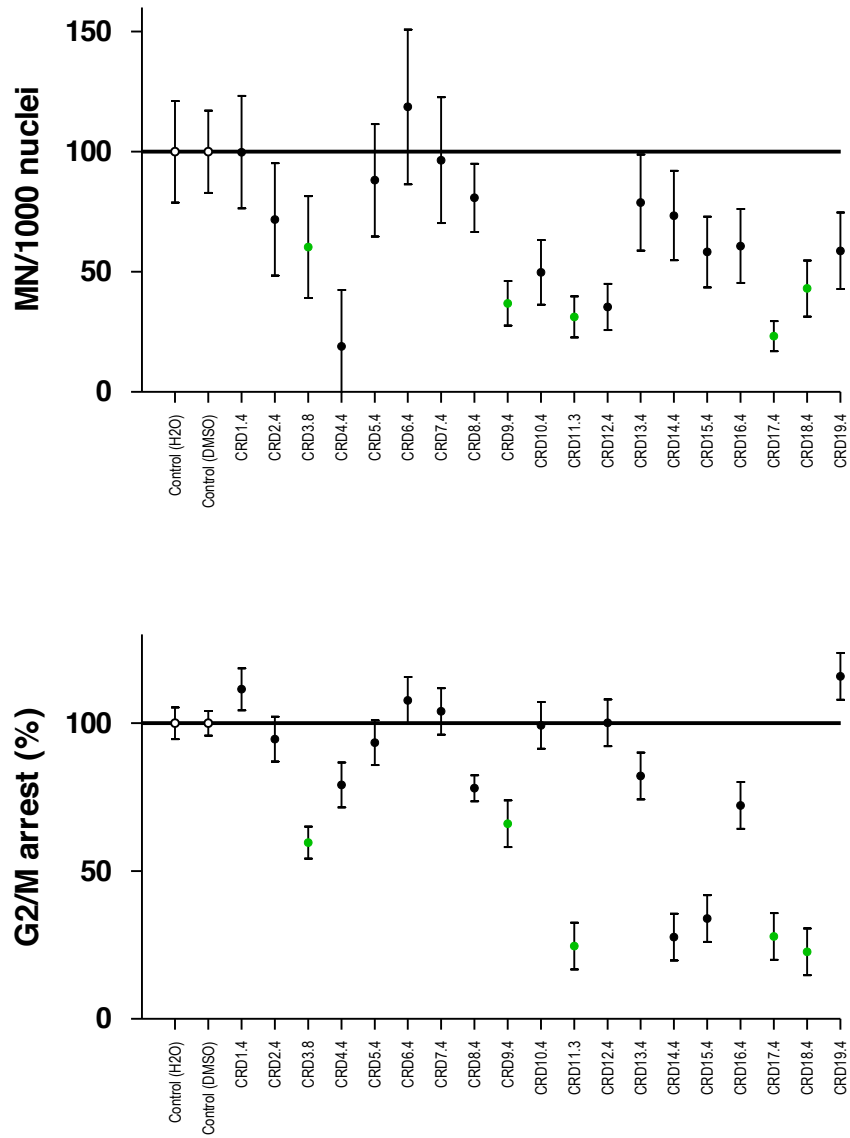 MN/1000 nuclei
150
100
50
0
Control (H2O)
Control (DMSO)
CRD1.4
CRD2.4
CRD3.8
CRD4.4
CRD5.4
CRD6.4
CRD7.4
CRD8.4
CRD9.4
CRD10.4
CRD11.3
CRD12.4
CRD13.4
CRD14.4
CRD15.4
CRD16.4
CRD17.4
CRD18.4
CRD19.4
G2/M arrest (%)
100
50
0
Control (H2O)
Control (DMSO)
CRD1.4
CRD2.4
CRD3.8
CRD4.4
CRD5.4
CRD6.4
CRD7.4
CRD8.4
CRD9.4
CRD10.4
CRD11.3
CRD12.4
CRD13.4
CRD14.4
CRD15.4
CRD16.4
CRD17.4
CRD18.4
CRD19.4